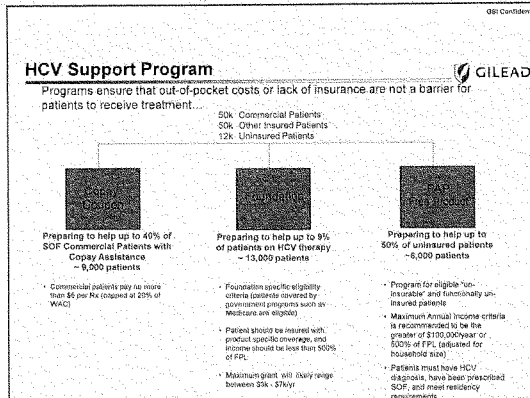 GSI Confiden
HCV Support Program
GILEAD
Programs ensure that out-of-pocket costs or lack of insurance are not a barrier for
patients to receive treatment...
50k Commercial Patients
50k Other Insured Patients
12k Uninsured Patients
Copay
Coupon
Foundation
PAP
Free Product
Preparing to help up to 40% of
SOF Commercial Patients with
Copay Assistance
~ 9,000 patients
• Commercial patients pay no more
than $5 per Rx (capped at 20% of
WAC)
Preparing to help up to 9%
of patients on HCV therapy
~ 13,000 patients
• Foundation specific eligibility
criteria (patients covered by
government programs such as
Medicare are eligible)
• Patient should be insured with
product specific coverage, and
income should be less than 500%
of FPL
• Maximum grant will likely range
between $3k - $7k/yr
Preparing to help up to
50% of uninsured patients
~6,000 patients
• Program for eligible "un-
insurable" and functionally un-
insured patients
• Maximum Annual income criteria
is recommended to be the
greater of $100,000/year or
500% of FPL (adjusted for
household size)
• Patients must have HCV
diagnosis, have been prescribed
SOF, and meet residency
requirements